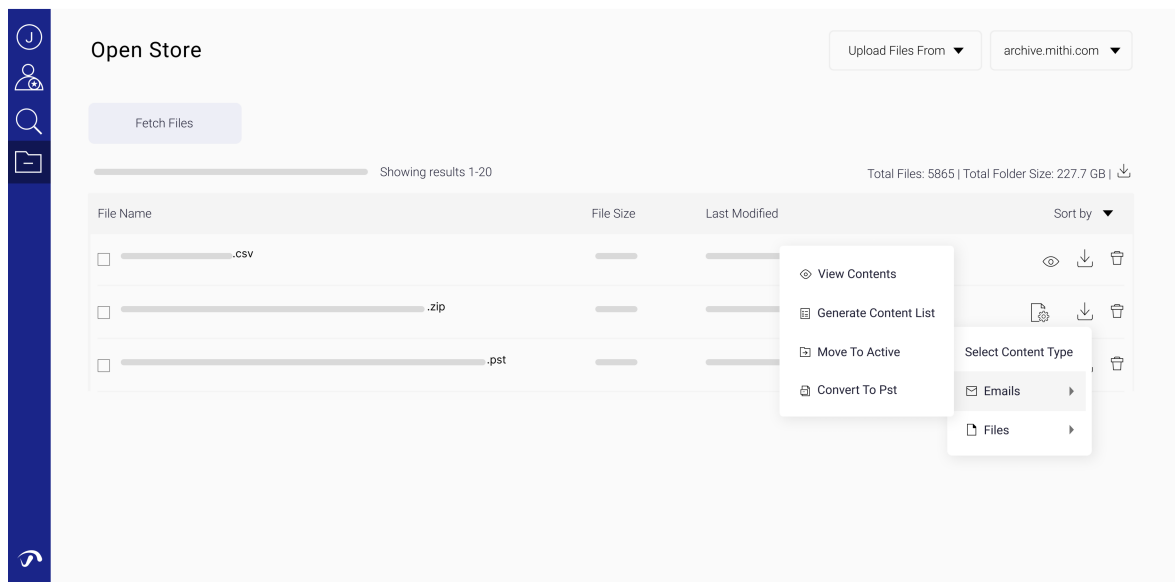 J
Open Store
Upload Files From
archive.mithi.com
Fetch Files
Showing results 1-20
Total Files: 5865 | Total Folder Size: 227.7 GB |
File Name File Size Last Modified Sort by
.csv
View Contents
.zip
Generate Content List
Move To Active
Select Content Type
.pst
Convert To Pst
Emails
Files